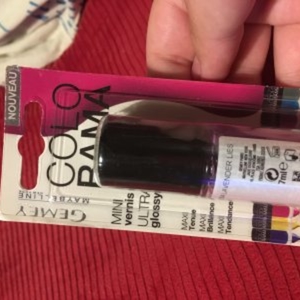 NOUVEAU
COLO
RAMA
GEMEY
MAYBELLINE
MINI
vernis
ULTRA
glossy
MAXI
Tenue
MAXI
Brillance
MAXI
Tendance
LAVENDER LIES
7ml e